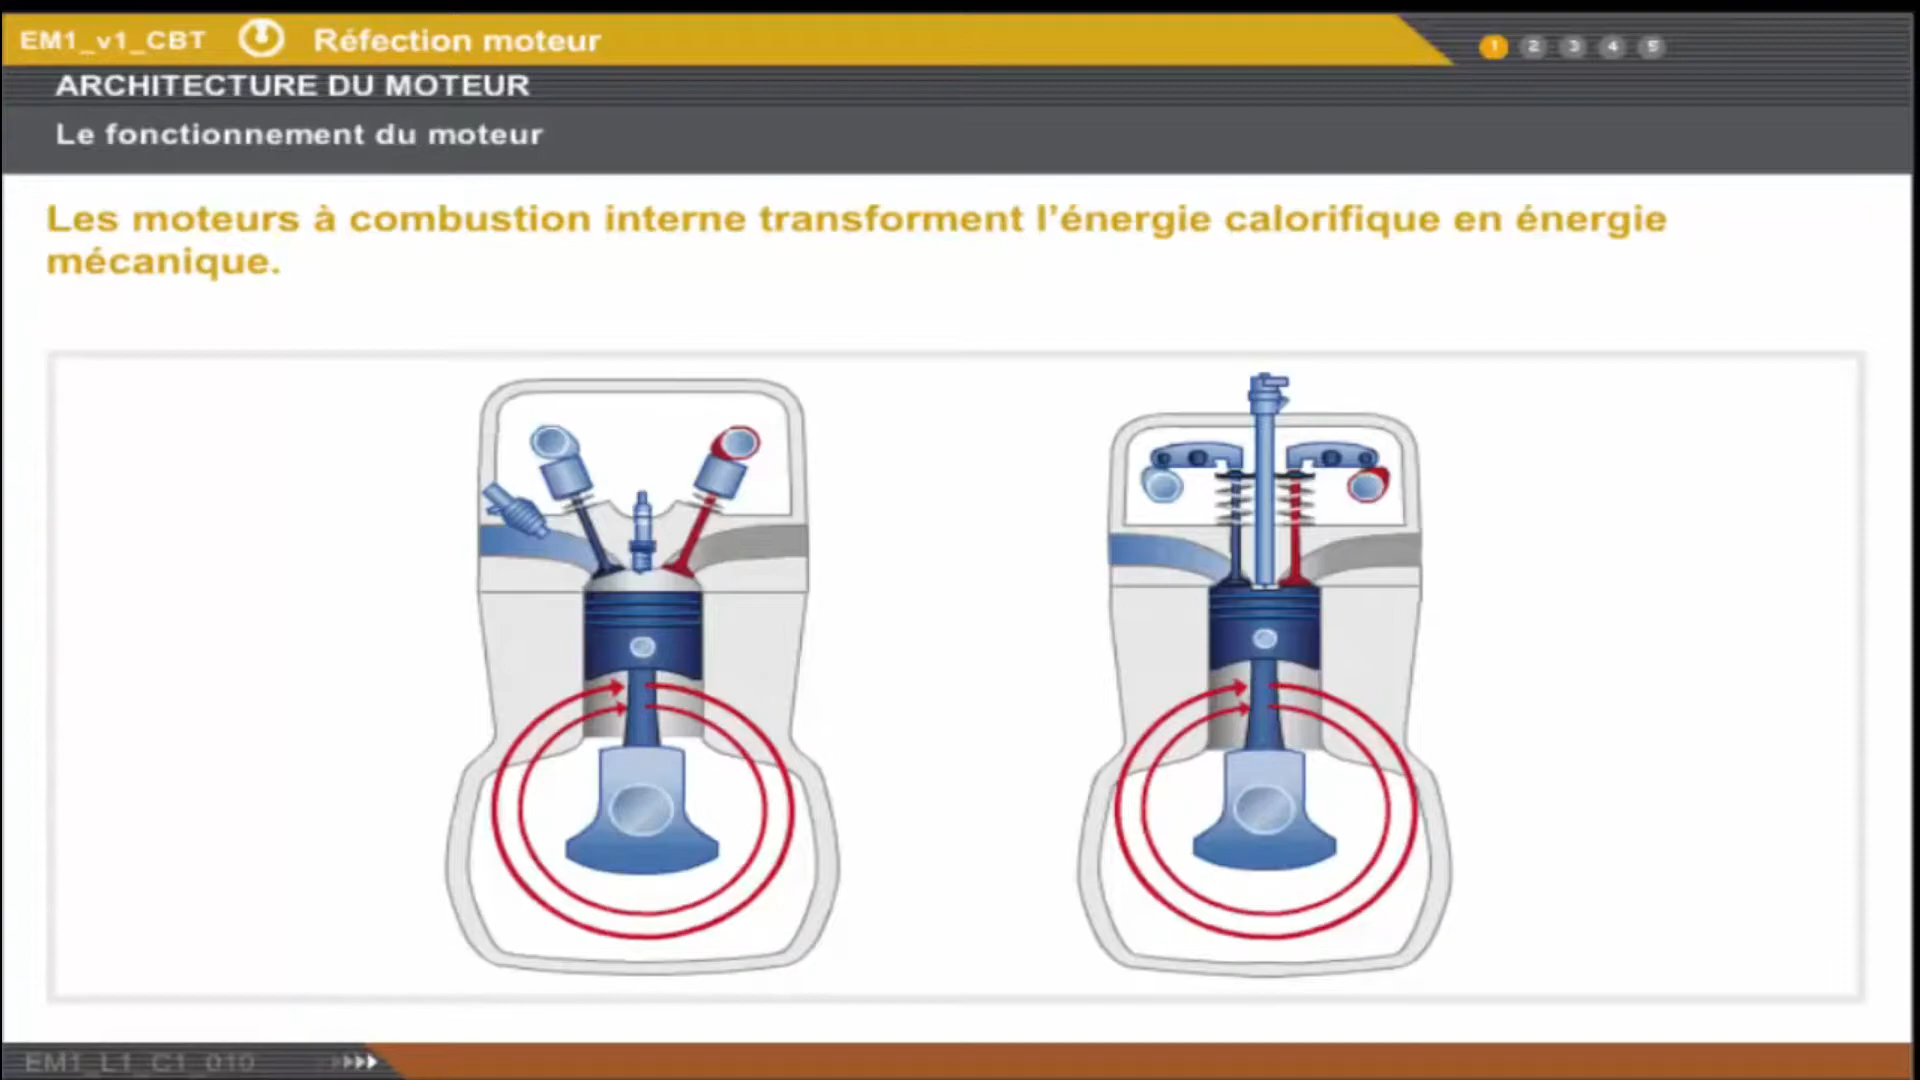 EM1_v1_CBT Réfection moteur
1 2 3 4 5
ARCHITECTURE DU MOTEUR
Le fonctionnement du moteur
Les moteurs à combustion interne transforment l’énergie calorifique en énergie
mécanique.
EM1_L1_C1_010